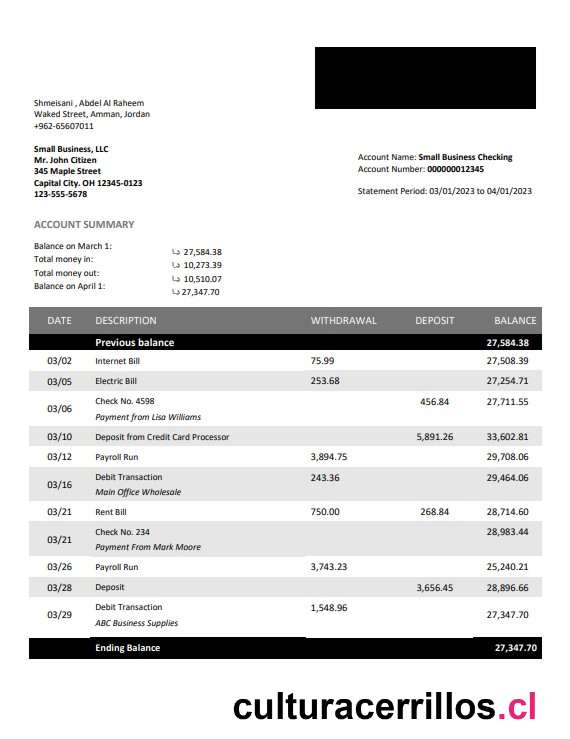 Shmeisani , Abdel Al Raheem
Waked Street, Amman, Jordan
+962-65607011
Small Business, LLC
Mr. John Citizen
345 Maple Street
Capital City. OH 12345-0123
123-555-5678
Account Name: Small Business Checking
Account Number: 000000012345
Statement Period: 03/01/2023 to 04/01/2023
ACCOUNT SUMMARY
Balance on March 1: د.ا 27,584.38
Total money in: د.ا 10,273.39
Total money out: د.ا 10,510.07
Balance on April 1: د.ا 27,347.70
DATE DESCRIPTION WITHDRAWAL DEPOSIT BALANCE
Previous balance 27,584.38
03/02 Internet Bill 75.99 27,508.39
03/05 Electric Bill 253.68 27,254.71
03/06 Check No. 4598 456.84 27,711.55
Payment from Lisa Williams
03/10 Deposit from Credit Card Processor 5,891.26 33,602.81
03/12 Payroll Run 3,894.75 29,708.06
03/16 Debit Transaction 243.36 29,464.06
Main Office Wholesale
03/21 Rent Bill 750.00 268.84 28,714.60
03/21 Check No. 234 28,983.44
Payment From Mark Moore
03/26 Payroll Run 3,743.23 25,240.21
03/28 Deposit 3,656.45 28,896.66
03/29 Debit Transaction 1,548.96 27,347.70
ABC Business Supplies
Ending Balance 27,347.70
culturacerrillos.cl